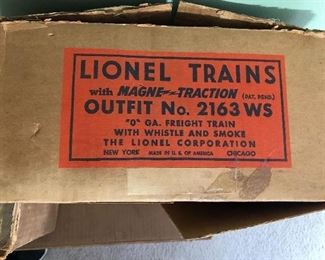 LIONEL TRAINS
with MAGNE-TRACTION (PAT. PEND.)
OUTFIT No. 2163 WS
"O" GA. FREIGHT TRAIN
WITH WHISTLE AND SMOKE
THE LIONEL CORPORATION
NEW YORK MADE IN U. S. OF AMERICA CHICAGO